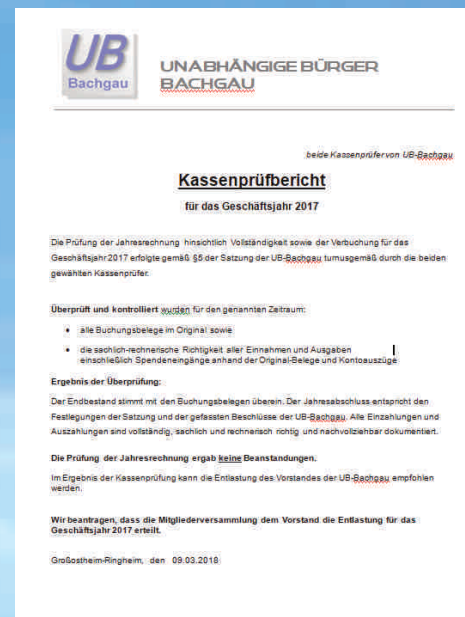 UB
Bachgau
UNABHÄNGIGE BÜRGER
BACHGAU
beide Kassenprüfer von UB-Bachgau
Kassenprüfbericht
für das Geschäftsjahr 2017
Die Prüfung der Jahresrechnung hinsichtlich Vollständigkeit sowie der Verbuchung für das
Geschäftsjahr 2017 erfolgte gemäß §5 der Satzung der UB-Bachgau turnusgemäß durch die beiden
gewählten Kassenprüfer.
Überprüft und kontrolliert wurden für den genannten Zeitraum:
• alle Buchungsbelege im Original sowie
• die sachlich-rechnerische Richtigkeit aller Einnahmen und Ausgaben
einschließlich Spendeneingänge anhand der Original-Belege und Kontoauszüge
Ergebnis der Überprüfung:
Der Endbestand stimmt mit den Buchungsbelegen überein. Der Jahresabschluss entspricht den
Festlegungen der Satzung und der gefassten Beschlüsse der UB-Bachgau. Alle Einzahlungen und
Auszahlungen sind vollständig, sachlich und rechnerisch richtig und nachvollziehbar dokumentiert.
Die Prüfung der Jahresrechnung ergab keine Beanstandungen.
Im Ergebnis der Kassenprüfung kann die Entlastung des Vorstandes der UB-Bachgau empfohlen
werden.
Wir beantragen, dass die Mitgliederversammlung dem Vorstand die Entlastung für das
Geschäftsjahr 2017 erteilt.
Großostheim-Ringheim, den 09.03.2018